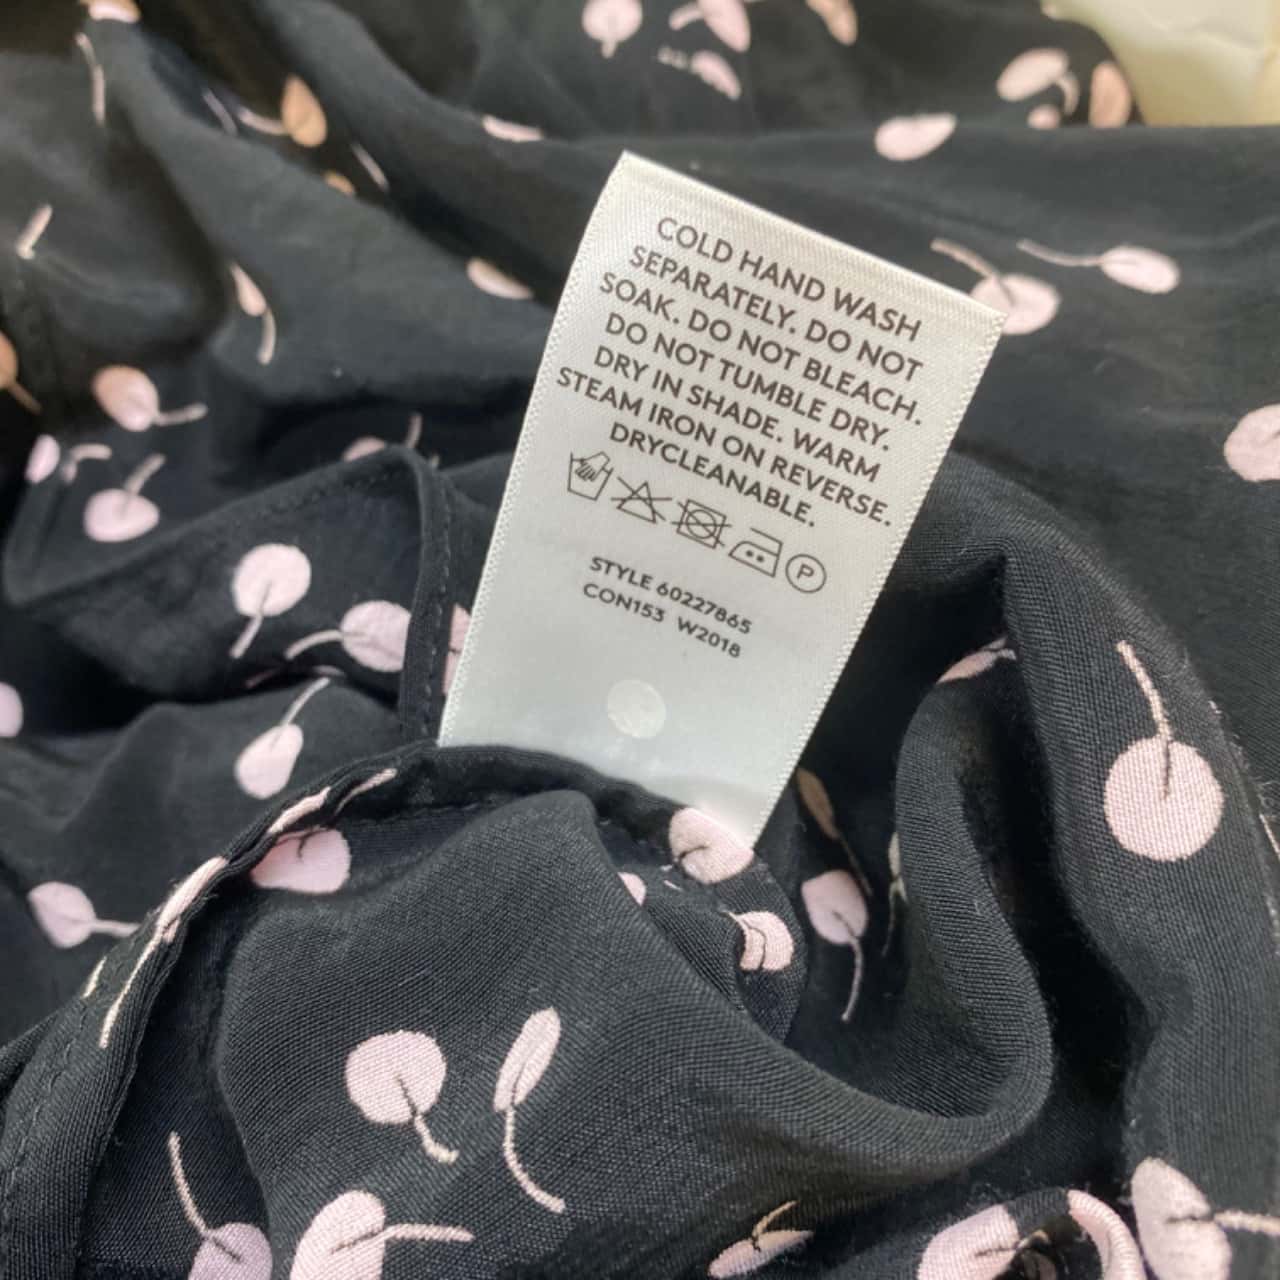 COLD HAND WASH
SEPARATELY. DO NOT
SOAK. DO NOT BLEACH.
DO NOT TUMBLE DRY.
DRY IN SHADE. WARM
STEAM IRON ON REVERSE.
DRYCLEANABLE.
P
STYLE 60227865
CON153 W2018